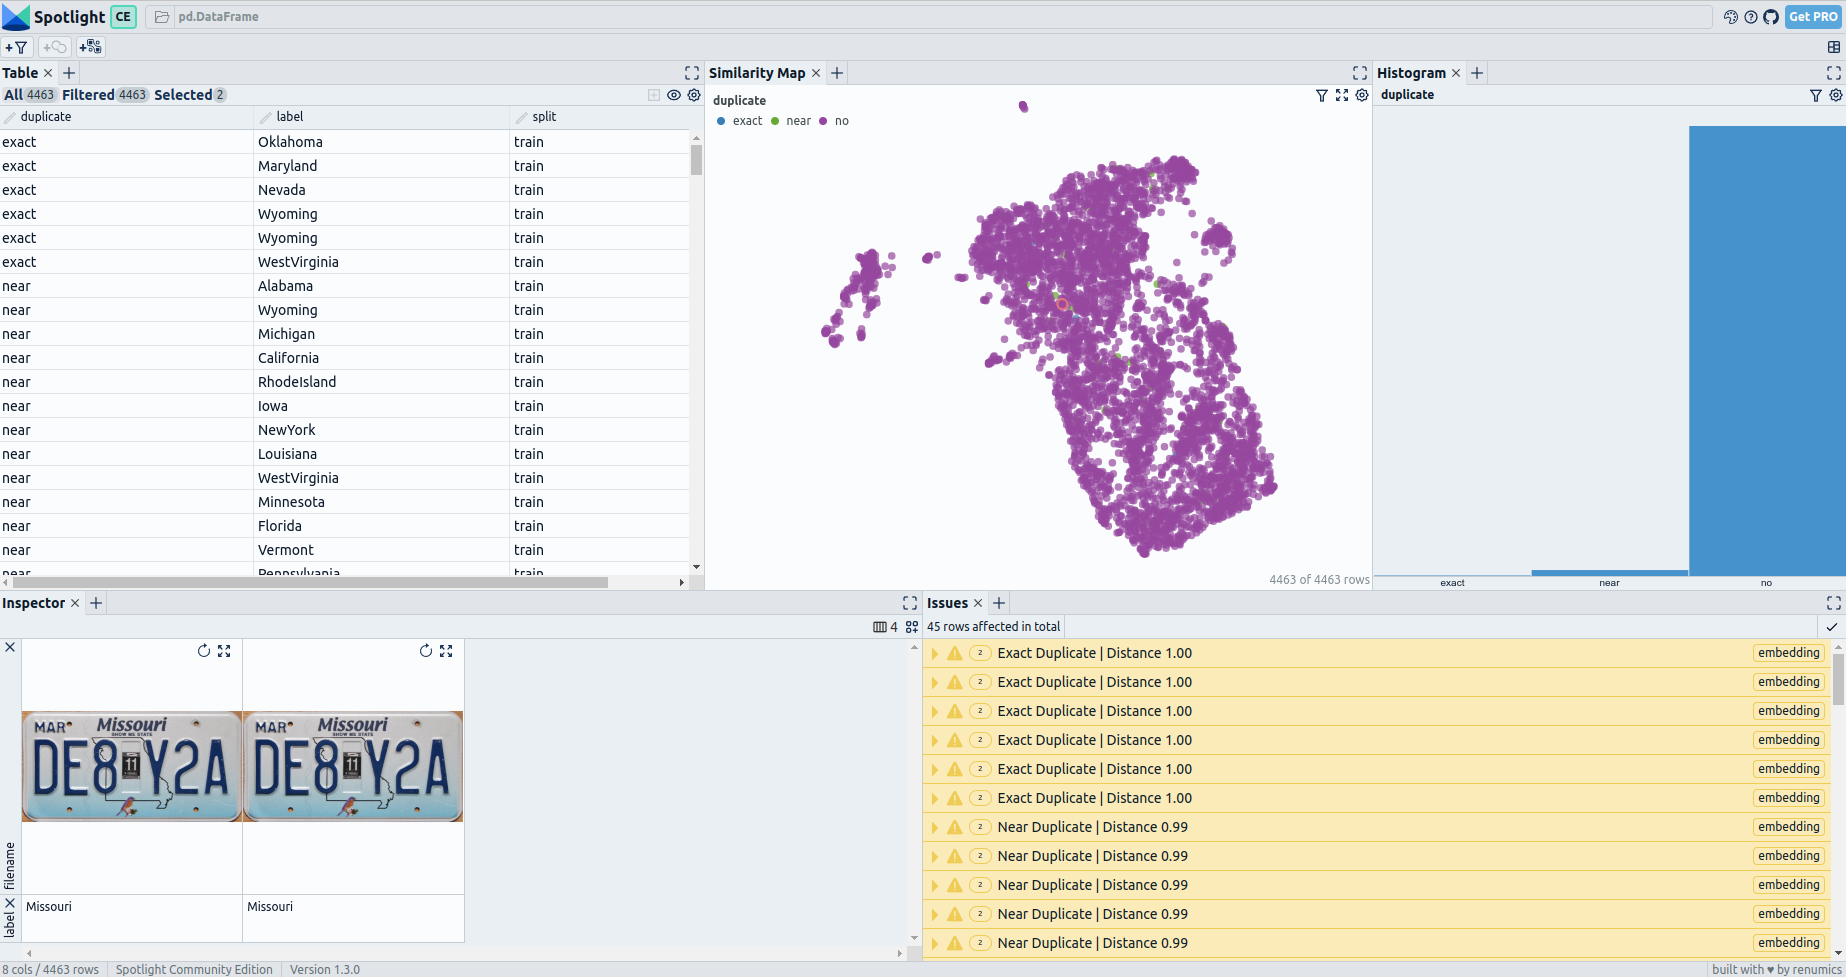 Spotlight CE pd.DataFrame Get PRO
Table
All 4463 Filtered 4463 Selected 2
duplicate label split
exact Oklahoma train
exact Maryland train
exact Nevada train
exact Wyoming train
exact Wyoming train
exact WestVirginia train
near Alabama train
near Wyoming train
near Michigan train
near California train
near RhodeIsland train
near Iowa train
near NewYork train
near Louisiana train
near WestVirginia train
near Minnesota train
near Florida train
near Vermont train
near Pennsylvania train
Similarity Map
duplicate
exact near no
4463 of 4463 rows
Histogram
duplicate
exact near no
Inspector
4
filename
MAR Missouri
SHOW ME STATE
DE8 11 Y2A
MAR Missouri
SHOW ME STATE
DE8 11 Y2A
label
Missouri Missouri
Issues
45 rows affected in total
2 Exact Duplicate | Distance 1.00 embedding
2 Exact Duplicate | Distance 1.00 embedding
2 Exact Duplicate | Distance 1.00 embedding
2 Exact Duplicate | Distance 1.00 embedding
2 Exact Duplicate | Distance 1.00 embedding
2 Exact Duplicate | Distance 1.00 embedding
2 Near Duplicate | Distance 0.99 embedding
2 Near Duplicate | Distance 0.99 embedding
2 Near Duplicate | Distance 0.99 embedding
2 Near Duplicate | Distance 0.99 embedding
2 Near Duplicate | Distance 0.99 embedding
8 cols / 4463 rows Spotlight Community Edition Version 1.3.0 built with ♥ by renumics